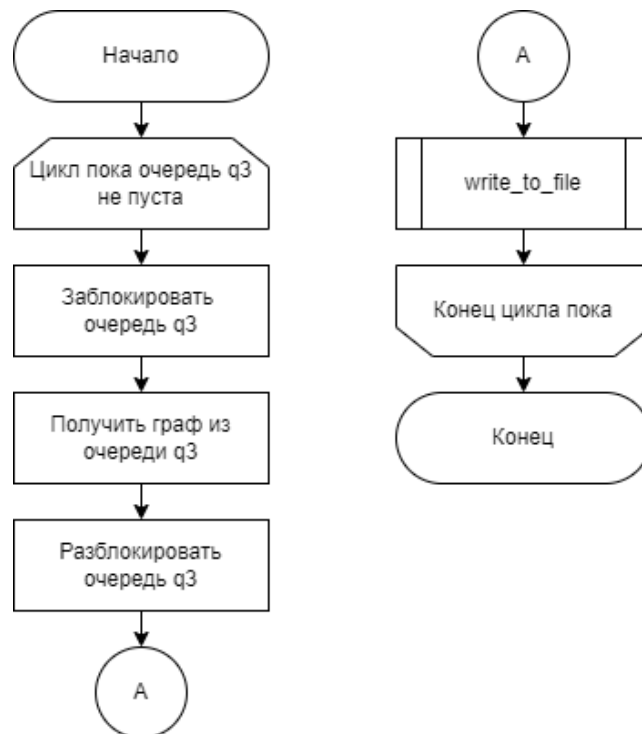 Начало
Цикл пока очередь q3
не пуста
Заблокировать
очередь q3
Получить граф из
очереди q3
Разблокировать
очередь q3
A
A
write_to_file
Конец цикла пока
Конец